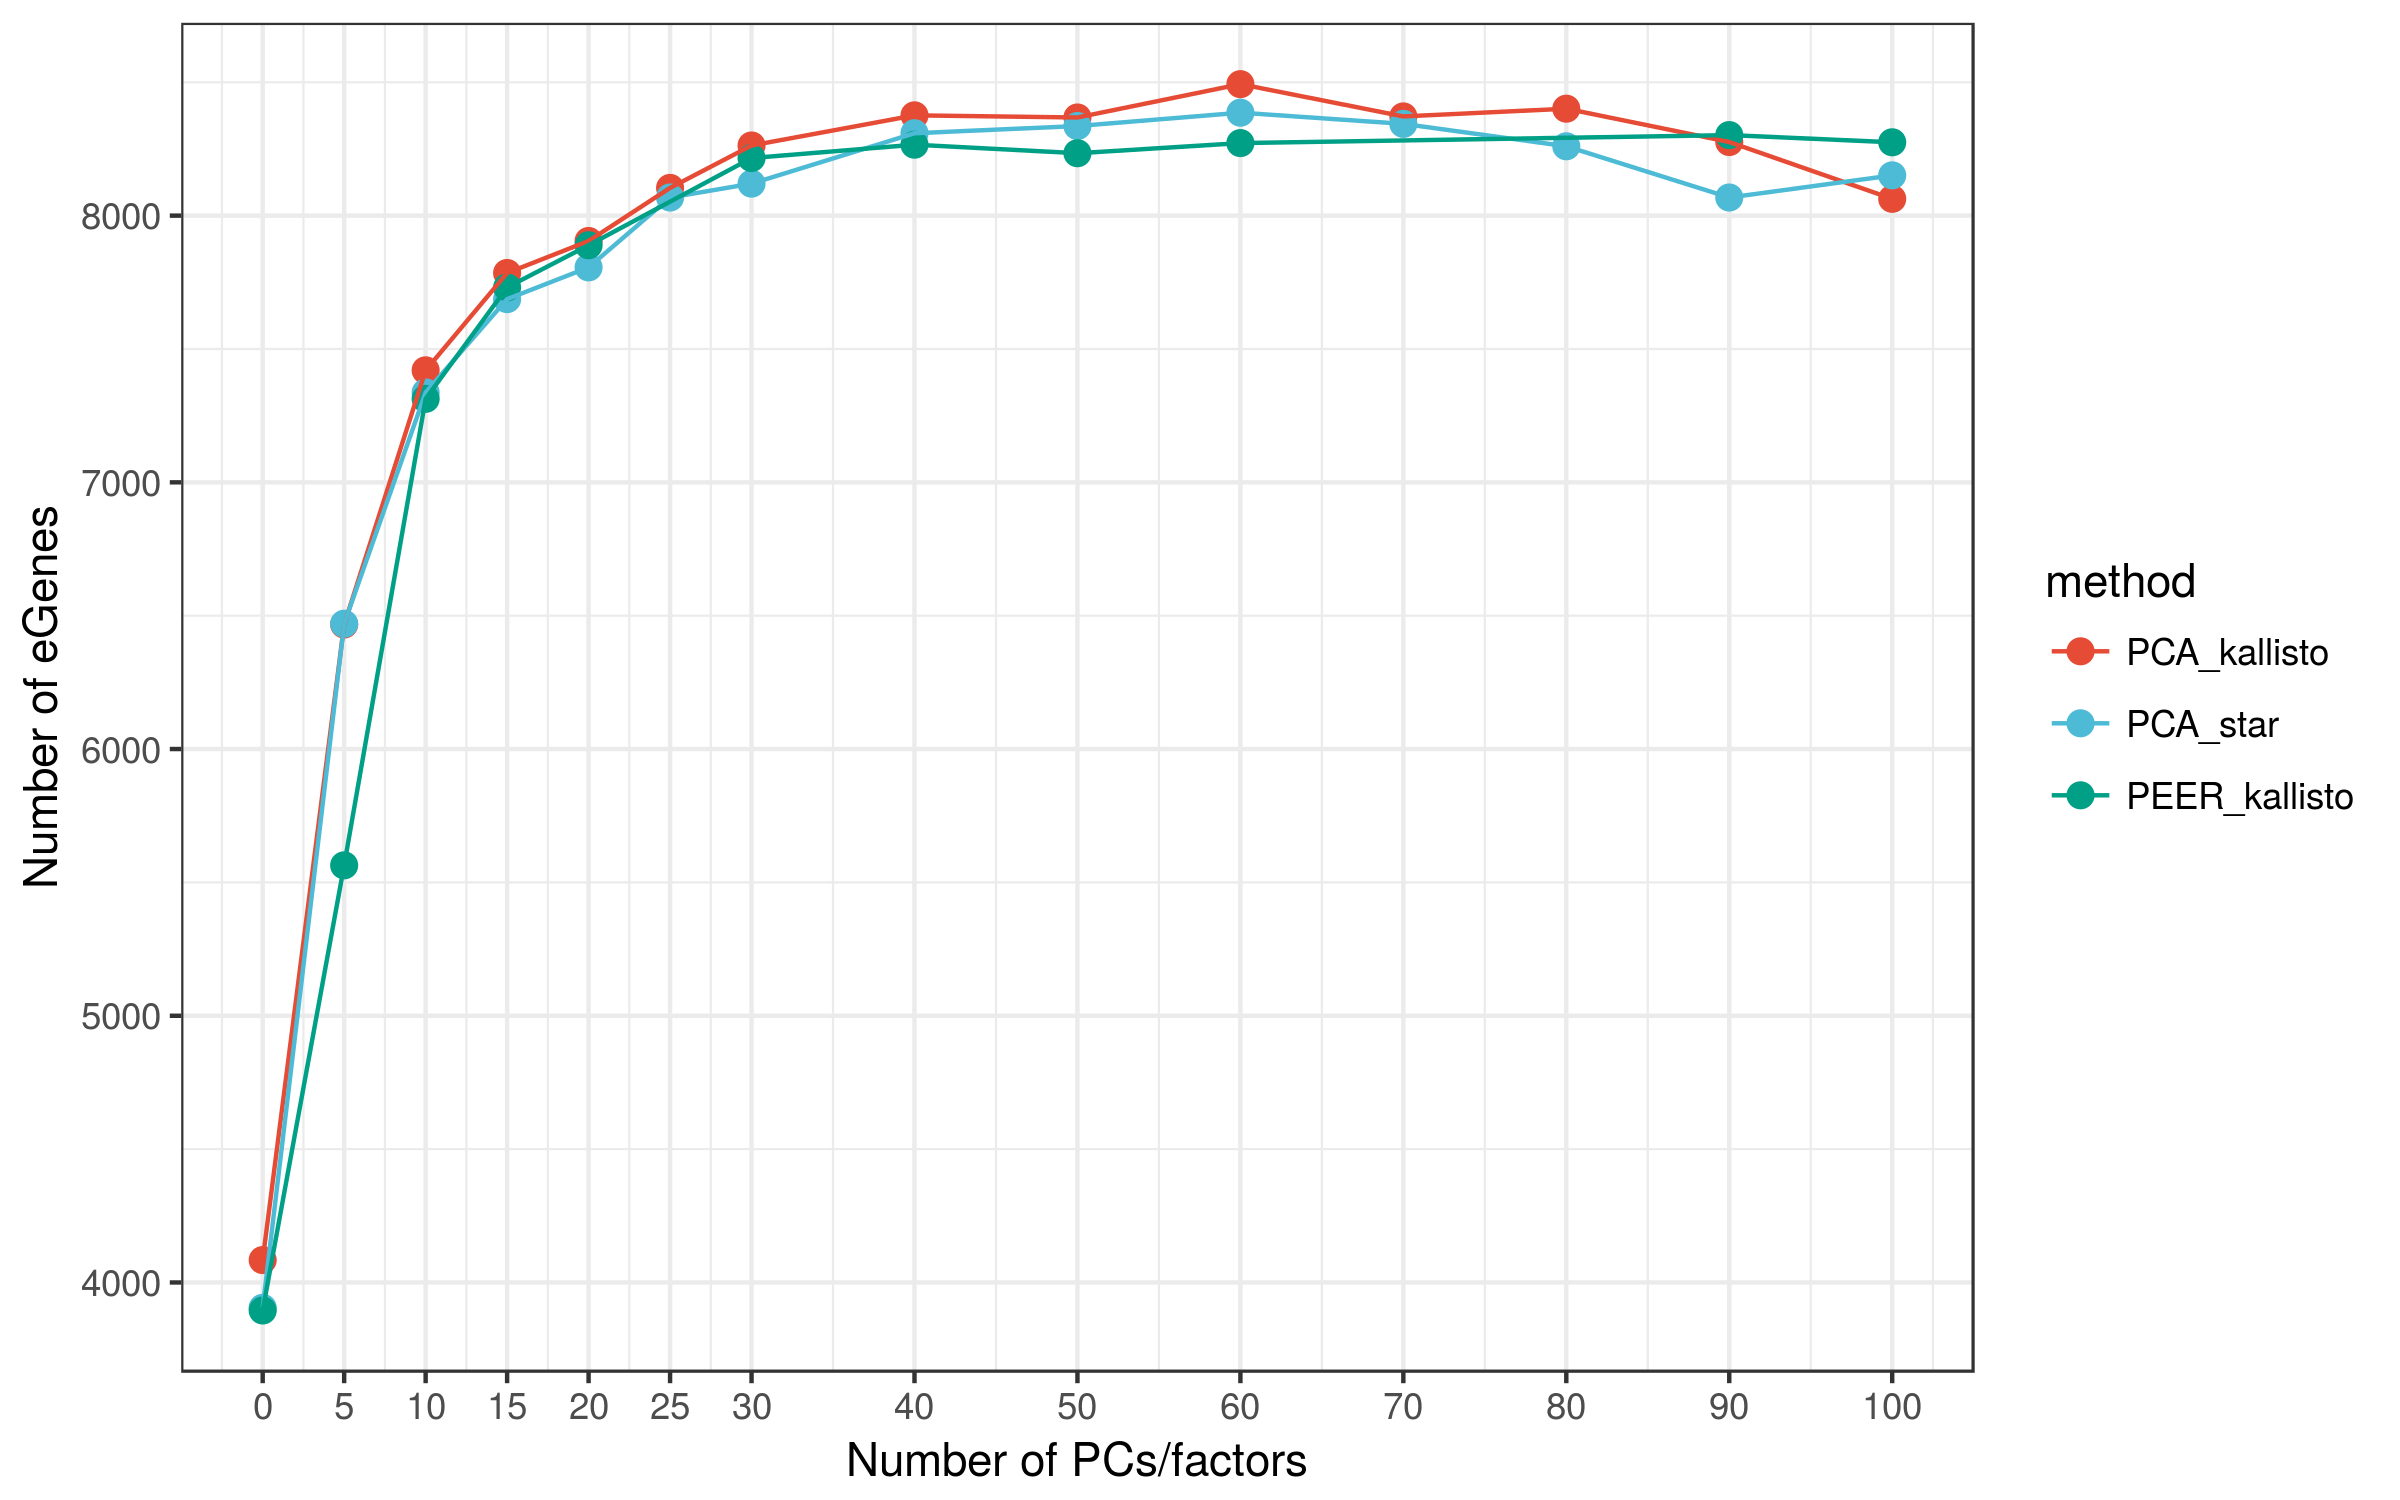 8000
7000
6000
5000
4000
Number of eGenes
0 5 10 15 20 25 30 40 50 60 70 80 90 100
Number of PCs/factors
method
PCA_kallisto
PCA_star
PEER_kallisto